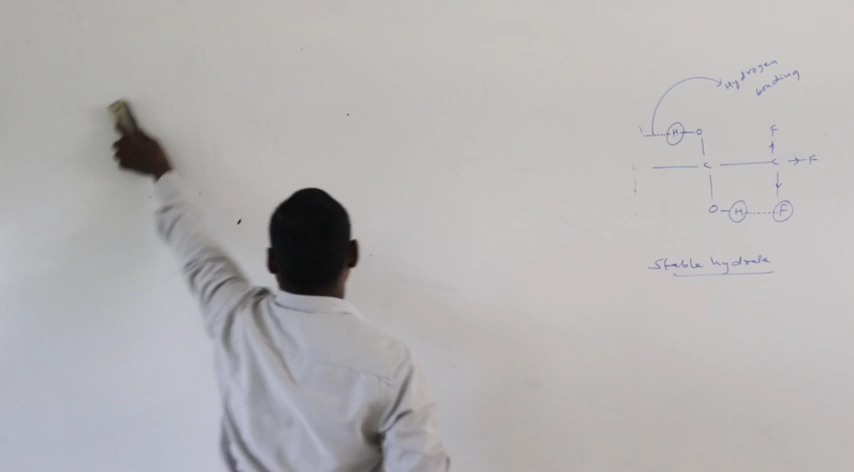 Hydrogen
bonding
H - O
F
C - C → F
O - H ...... F
Stable hydrate